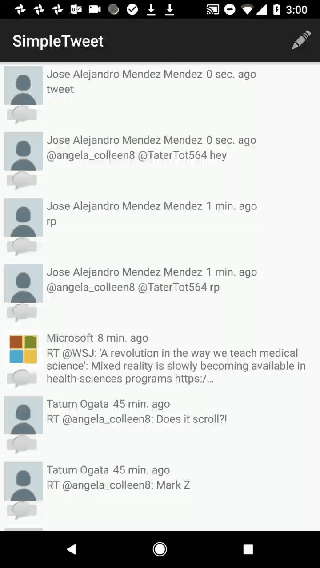 3:00
SimpleTweet
Jose Alejandro Mendez Mendez 0 sec. ago
tweet
Jose Alejandro Mendez Mendez 0 sec. ago
@angela_colleen8 @TaterTot564 hey
Jose Alejandro Mendez Mendez 1 min. ago
rp
Jose Alejandro Mendez Mendez 1 min. ago
@angela_colleen8 @TaterTot564 rp
Microsoft 8 min. ago
RT @WSJ: 'A revolution in the way we teach medical
science': Mixed reality is slowly becoming available in
health-sciences programs https:/…
Tatum Ogata 45 min. ago
RT @angela_colleen8: Does it scroll?!
Tatum Ogata 45 min. ago
RT @angela_colleen8: Mark Z